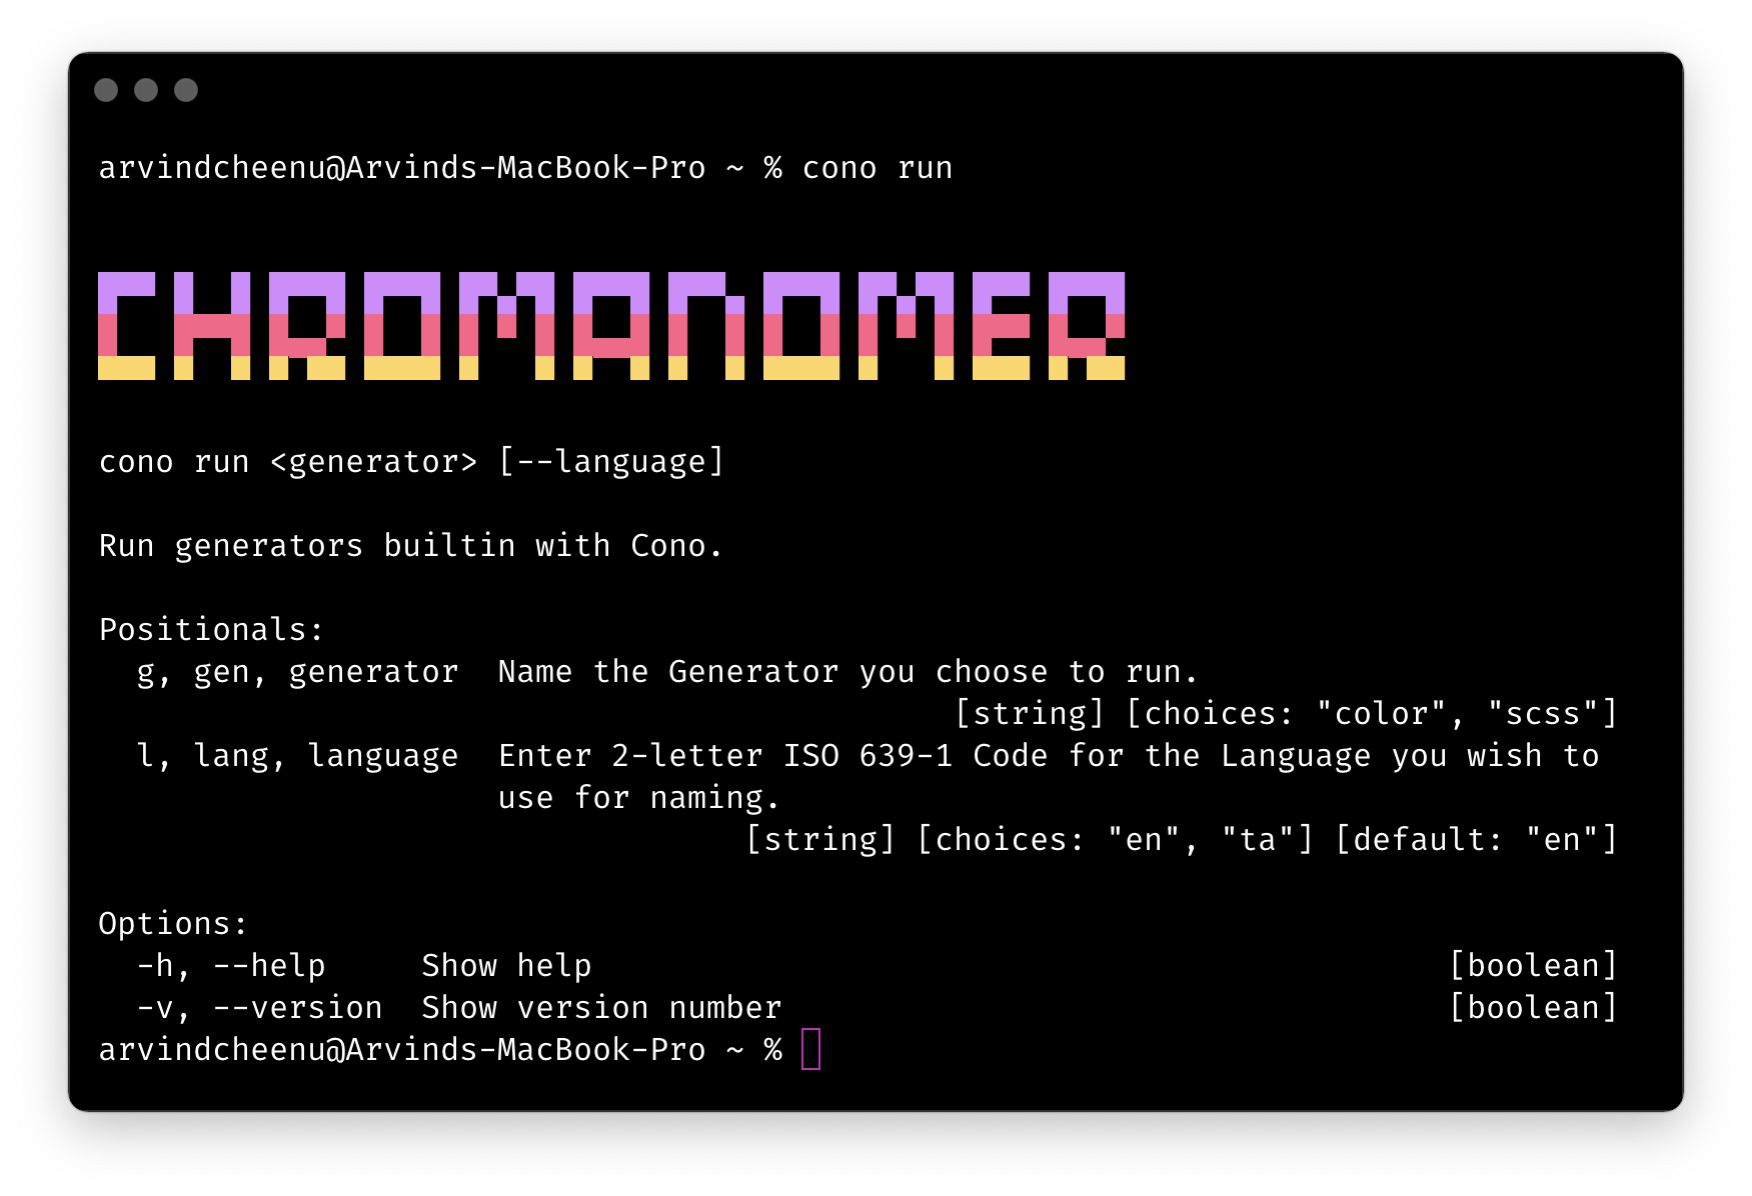 arvindcheenu@Arvinds-MacBook-Pro ~ % cono run
CHROMANOMER
cono run <generator> [--language]
Run generators builtin with Cono.
Positionals:
g, gen, generator  Name the Generator you choose to run.
[string] [choices: "color", "scss"]
l, lang, language  Enter 2-letter ISO 639-1 Code for the Language you wish to
use for naming.
[string] [choices: "en", "ta"] [default: "en"]
Options:
-h, --help     Show help [boolean]
-v, --version  Show version number [boolean]
arvindcheenu@Arvinds-MacBook-Pro ~ %